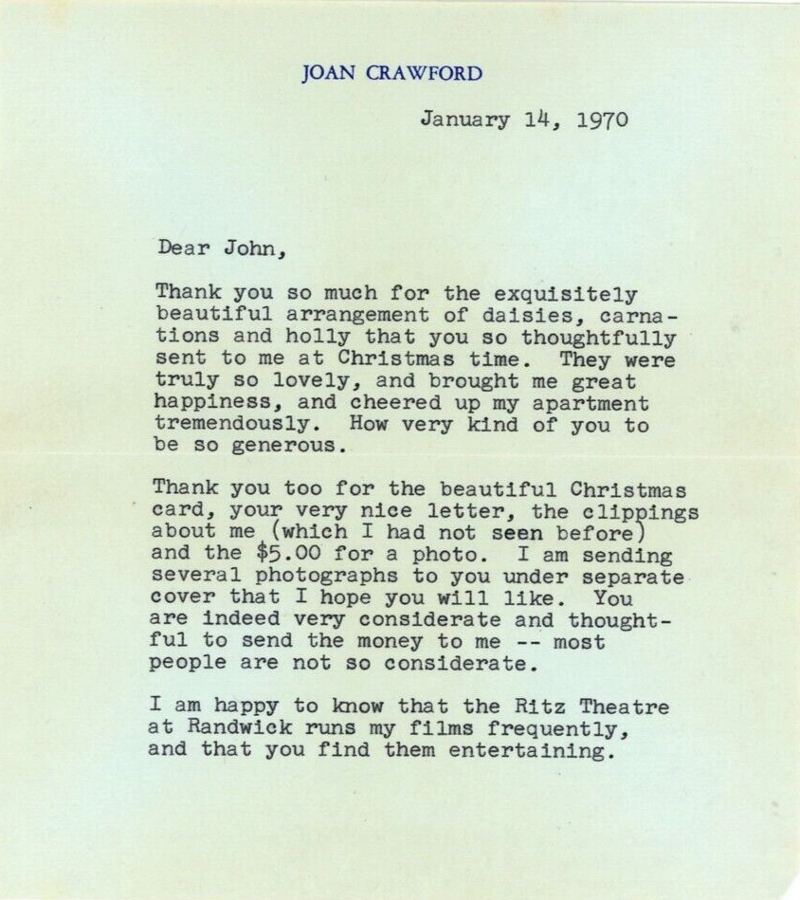 JOAN CRAWFORD
January 14, 1970
Dear John,
Thank you so much for the exquisitely
beautiful arrangement of daisies, carna-
tions and holly that you so thoughtfully
sent to me at Christmas time.  They were
truly so lovely, and brought me great
happiness, and cheered up my apartment
tremendously.  How very kind of you to
be so generous.
Thank you too for the beautiful Christmas
card, your very nice letter, the clippings
about me (which I had not seen before)
and the $5.00 for a photo.  I am sending
several photographs to you under separate
cover that I hope you will like.  You
are indeed very considerate and thought-
ful to send the money to me -- most
people are not so considerate.
I am happy to know that the Ritz Theatre
at Randwick runs my films frequently,
and that you find them entertaining.